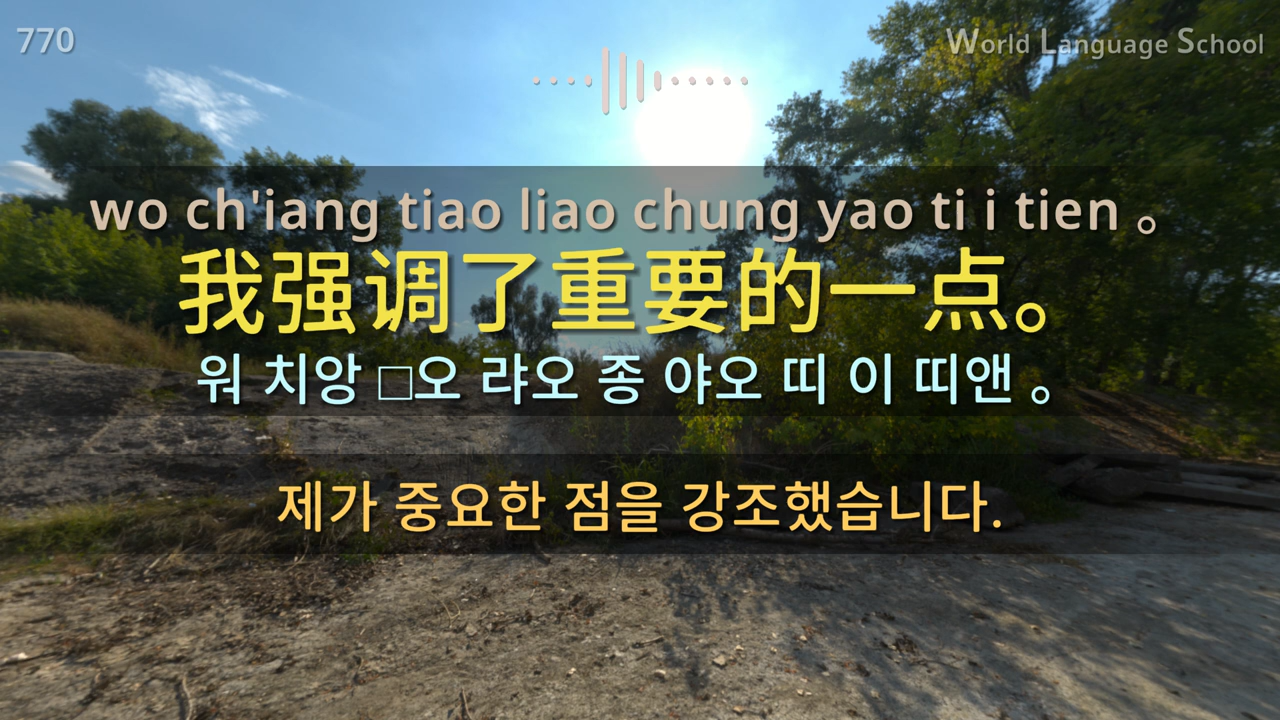 770
World Language School
wo ch'iang tiao liao chung yao ti i tien 。
我强调了重要的一点。
워 치앙 □오 랴오 종 야오 띠 이 띠앤 。
제가 중요한 점을 강조했습니다.